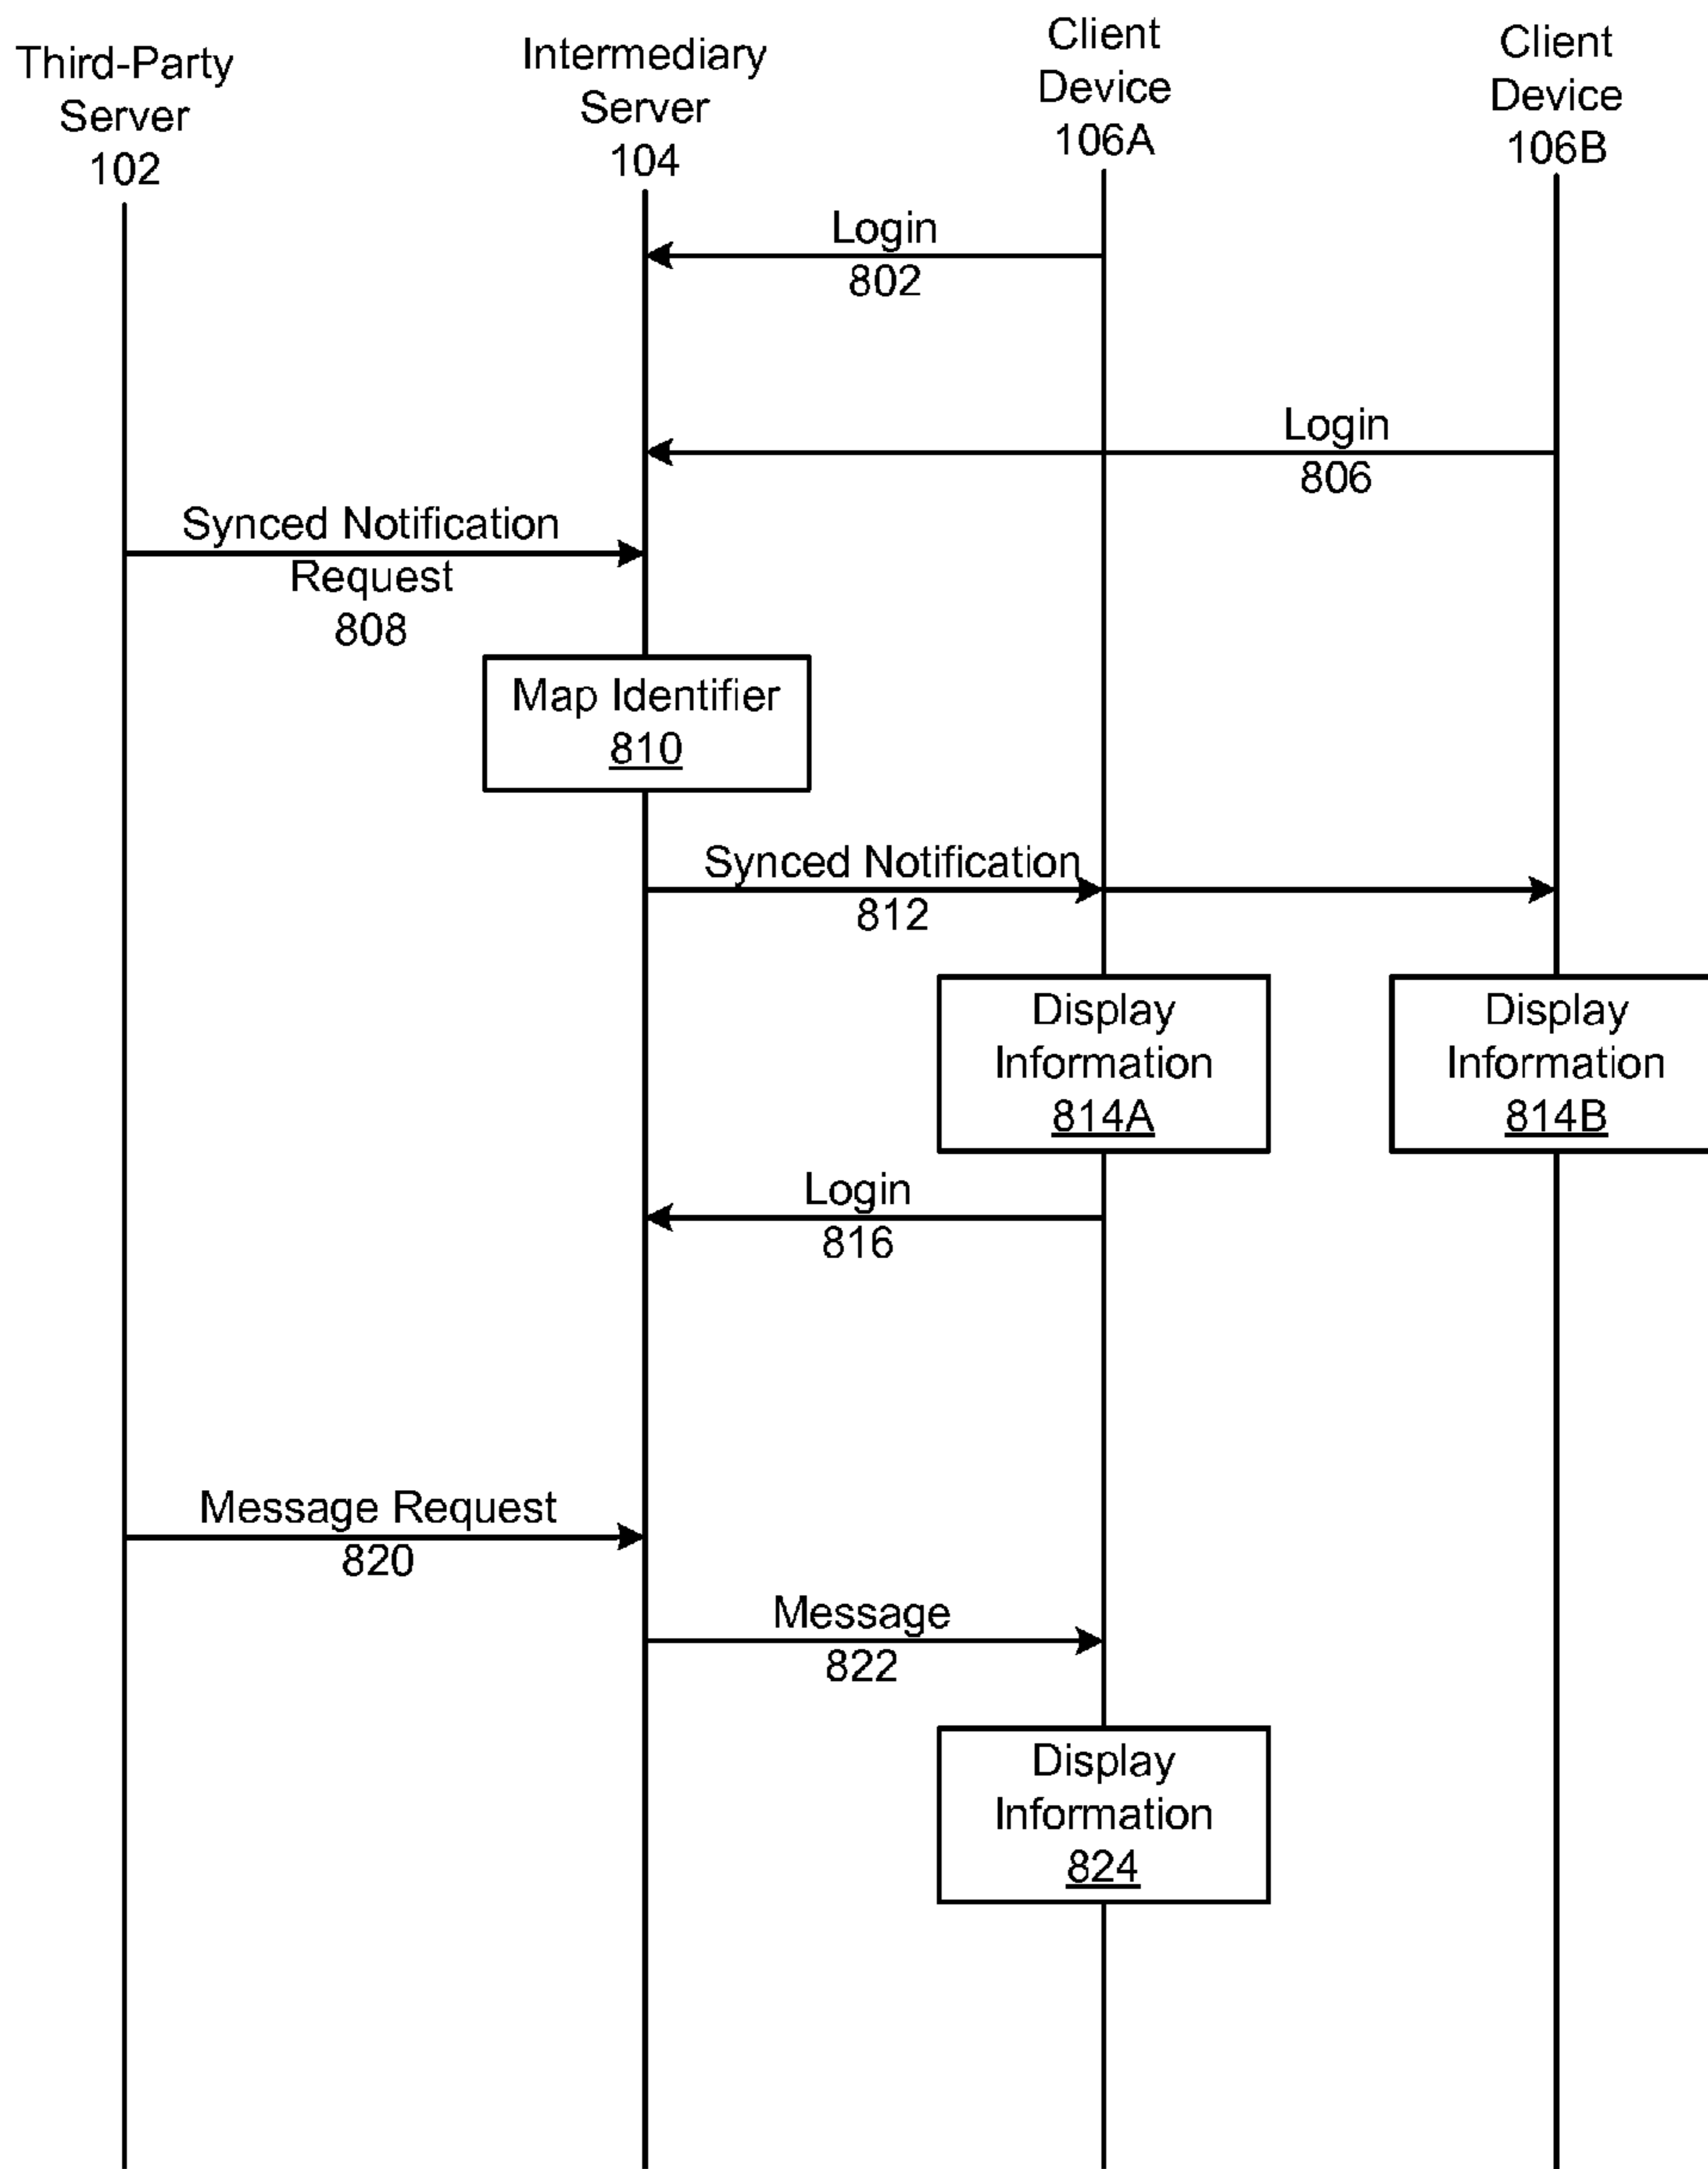 Third-Party
Server
102
Intermediary
Server
104
Client
Device
106A
Client
Device
106B
Login
802
Login
806
Synced Notification
Request
808
Map Identifier
810
Synced Notification
812
Display
Information
814A
Display
Information
814B
Login
816
Message Request
820
Message
822
Display
Information
824